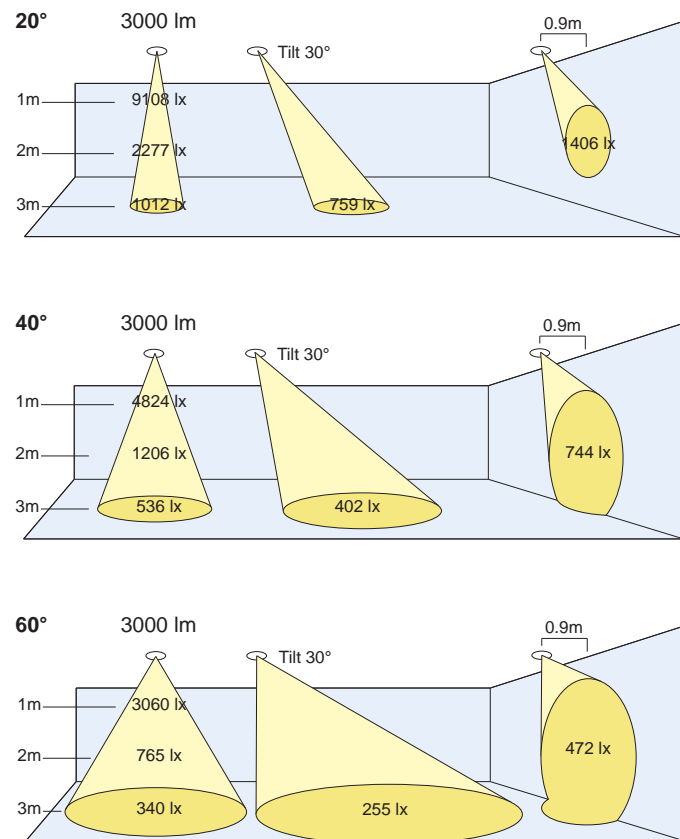 20° 3000 lm
0.9m
Tilt 30°
1m 9108 lx
1406 lx
2m 2277 lx
3m 1012 lx 759 lx
40° 3000 lm
0.9m
Tilt 30°
1m 4824 lx
2m 1206 lx 744 lx
3m 536 lx 402 lx
60° 3000 lm
0.9m
Tilt 30°
1m 3060 lx
472 lx
2m 765 lx
3m 340 lx 255 lx